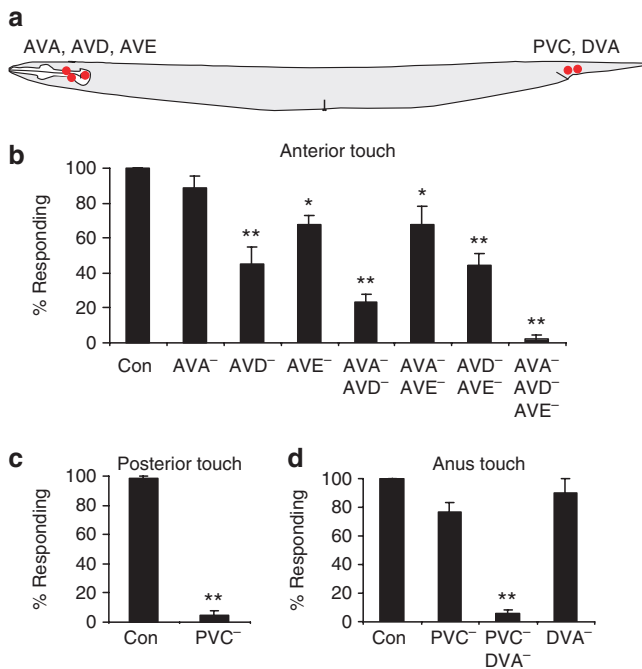 a
AVA, AVD, AVE
PVC, DVA
b
Anterior touch
% Responding
100
80
60
40
20
0
**
*
**
*
**
**
Con
AVA⁻
AVD⁻
AVE⁻
AVA⁻
AVD⁻
AVA⁻
AVE⁻
AVD⁻
AVE⁻
AVA⁻
AVD⁻
AVE⁻
c
Posterior touch
% Responding
100
80
60
40
20
0
**
Con
PVC⁻
d
Anus touch
% Responding
100
80
60
40
20
0
**
Con
PVC⁻
PVC⁻
DVA⁻
DVA⁻